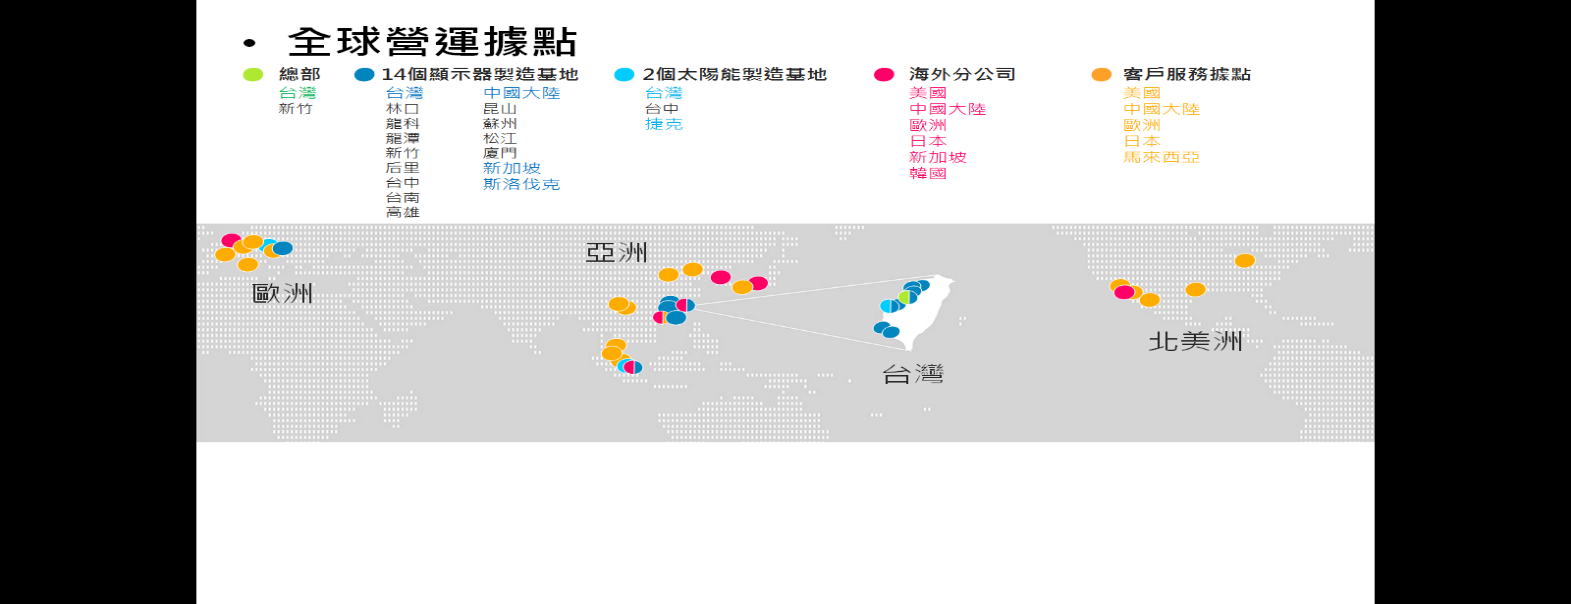 • 全球營運據點
總部
台灣
新竹
14個顯示器製造基地
台灣
林口
龍科
龍潭
新竹
后里
台中
台南
高雄
中國大陸
昆山
蘇州
松江
廈門
新加坡
斯洛伐克
2個太陽能製造基地
台灣
台中
捷克
海外分公司
美國
中國大陸
歐洲
日本
新加坡
韓國
客戶服務據點
美國
中國大陸
歐洲
日本
馬來西亞
歐洲
亞洲
台灣
北美洲